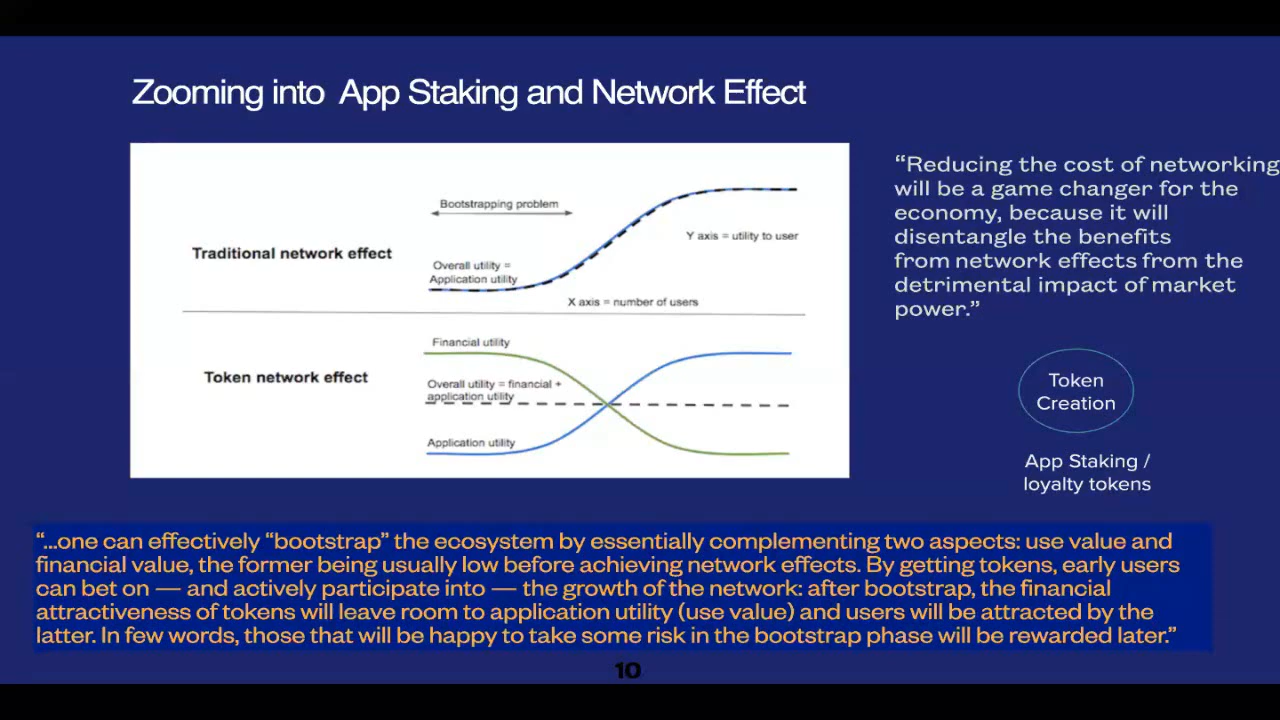 Zooming into App Staking and Network Effect
Bootstrapping problem
Traditional network effect
Y axis = utility to user
Overall utility =
Application utility
X axis = number of users
Financial utility
Token network effect
Overall utility = financial +
application utility
Application utility
“Reducing the cost of networking
will be a game changer for the
economy, because it will
disentangle the benefits
from network effects from the
detrimental impact of market
power.”
Token
Creation
App Staking /
loyalty tokens
“...one can effectively “bootstrap” the ecosystem by essentially complementing two aspects: use value and
financial value, the former being usually low before achieving network effects. By getting tokens, early users
can bet on — and actively participate into — the growth of the network: after bootstrap, the financial
attractiveness of tokens will leave room to application utility (use value) and users will be attracted by the
latter. In few words, those that will be happy to take some risk in the bootstrap phase will be rewarded later.”
10